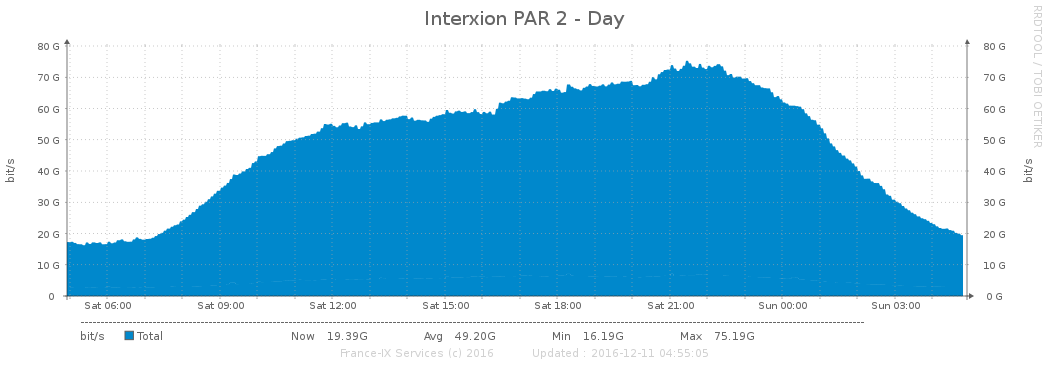 Interxion PAR 2 - Day
RRDTOOL / TOBI OETIKER
bit/s
80 G 80 G
70 G 70 G
60 G 60 G
50 G 50 G
40 G 40 G
30 G 30 G
20 G 20 G
10 G 10 G
0 0 G
bit/s
Sat 06:00 Sat 09:00 Sat 12:00 Sat 15:00 Sat 18:00 Sat 21:00 Sun 00:00 Sun 03:00
bit/s Total Now 19.39G Avg 49.20G Min 16.19G Max 75.19G
France-IX Services (c) 2016 Updated : 2016-12-11 04:55:05